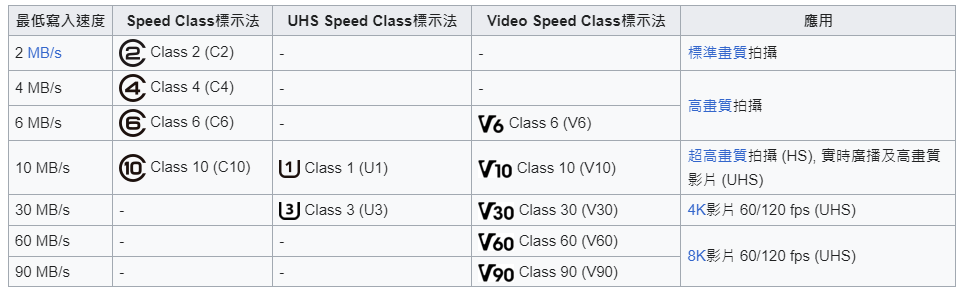 最低寫入速度 Speed Class標示法 UHS Speed Class標示法 Video Speed Class標示法 應用
2 MB/s 2 Class 2 (C2) - - 標準畫質拍攝
4 MB/s 4 Class 4 (C4) - - 高畫質拍攝
6 MB/s 6 Class 6 (C6) - V6 Class 6 (V6)
10 MB/s 10 Class 10 (C10) 1 Class 1 (U1) V10 Class 10 (V10) 超高畫質拍攝 (HS), 實時廣播及高畫質
影片 (UHS)
30 MB/s - 3 Class 3 (U3) V30 Class 30 (V30) 4K影片 60/120 fps (UHS)
60 MB/s - - V60 Class 60 (V60) 8K影片 60/120 fps (UHS)
90 MB/s - - V90 Class 90 (V90)